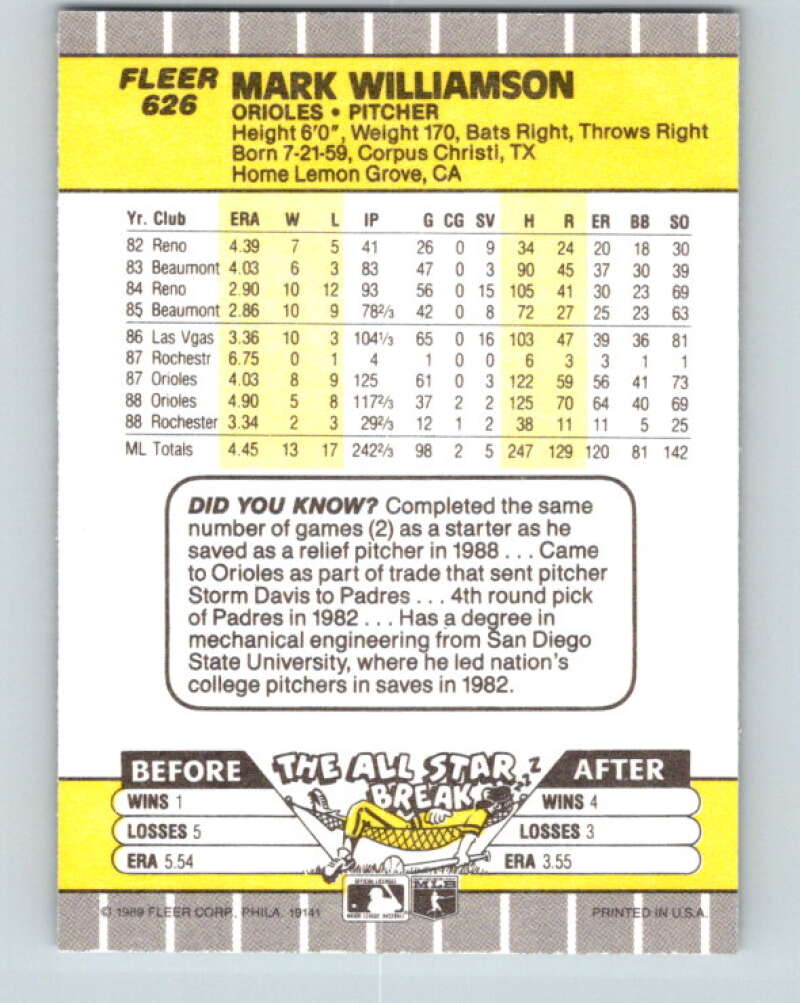 FLEER
626
MARK WILLIAMSON
ORIOLES • PITCHER
Height 6'0", Weight 170, Bats Right, Throws Right
Born 7-21-59, Corpus Christi, TX
Home Lemon Grove, CA
Yr. Club ERA W L IP G CG SV H R ER BB SO
82 Reno 4.39 7 5 41 26 0 9 34 24 20 18 30
83 Beaumont 4.03 6 3 83 47 0 3 90 45 37 30 39
84 Reno 2.90 10 12 93 56 0 15 105 41 30 23 69
85 Beaumont 2.86 10 9 78 2/3 42 0 8 72 27 25 23 63
86 Las Vgas 3.36 10 3 104 1/3 65 0 16 103 47 39 36 81
87 Rochestr 6.75 0 1 4 1 0 0 6 3 3 1 1
87 Orioles 4.03 8 9 125 61 0 3 122 59 56 41 73
88 Orioles 4.90 5 8 117 2/3 37 2 2 125 70 64 40 69
88 Rochester 3.34 2 3 29 2/3 12 1 2 38 11 11 5 25
ML Totals 4.45 13 17 242 2/3 98 2 5 247 129 120 81 142
DID YOU KNOW? Completed the same
number of games (2) as a starter as he
saved as a relief pitcher in 1988 . . . Came
to Orioles as part of trade that sent pitcher
Storm Davis to Padres . . . 4th round pick
of Padres in 1982 . . . Has a degree in
mechanical engineering from San Diego
State University, where he led nation's
college pitchers in saves in 1982.
BEFORE THE ALL STAR BREAK AFTER
WINS 1 WINS 4
LOSSES 5 LOSSES 3
ERA 5.54 ERA 3.55
MLB
© 1989 FLEER CORP., PHILA. 19141 PRINTED IN U.S.A.